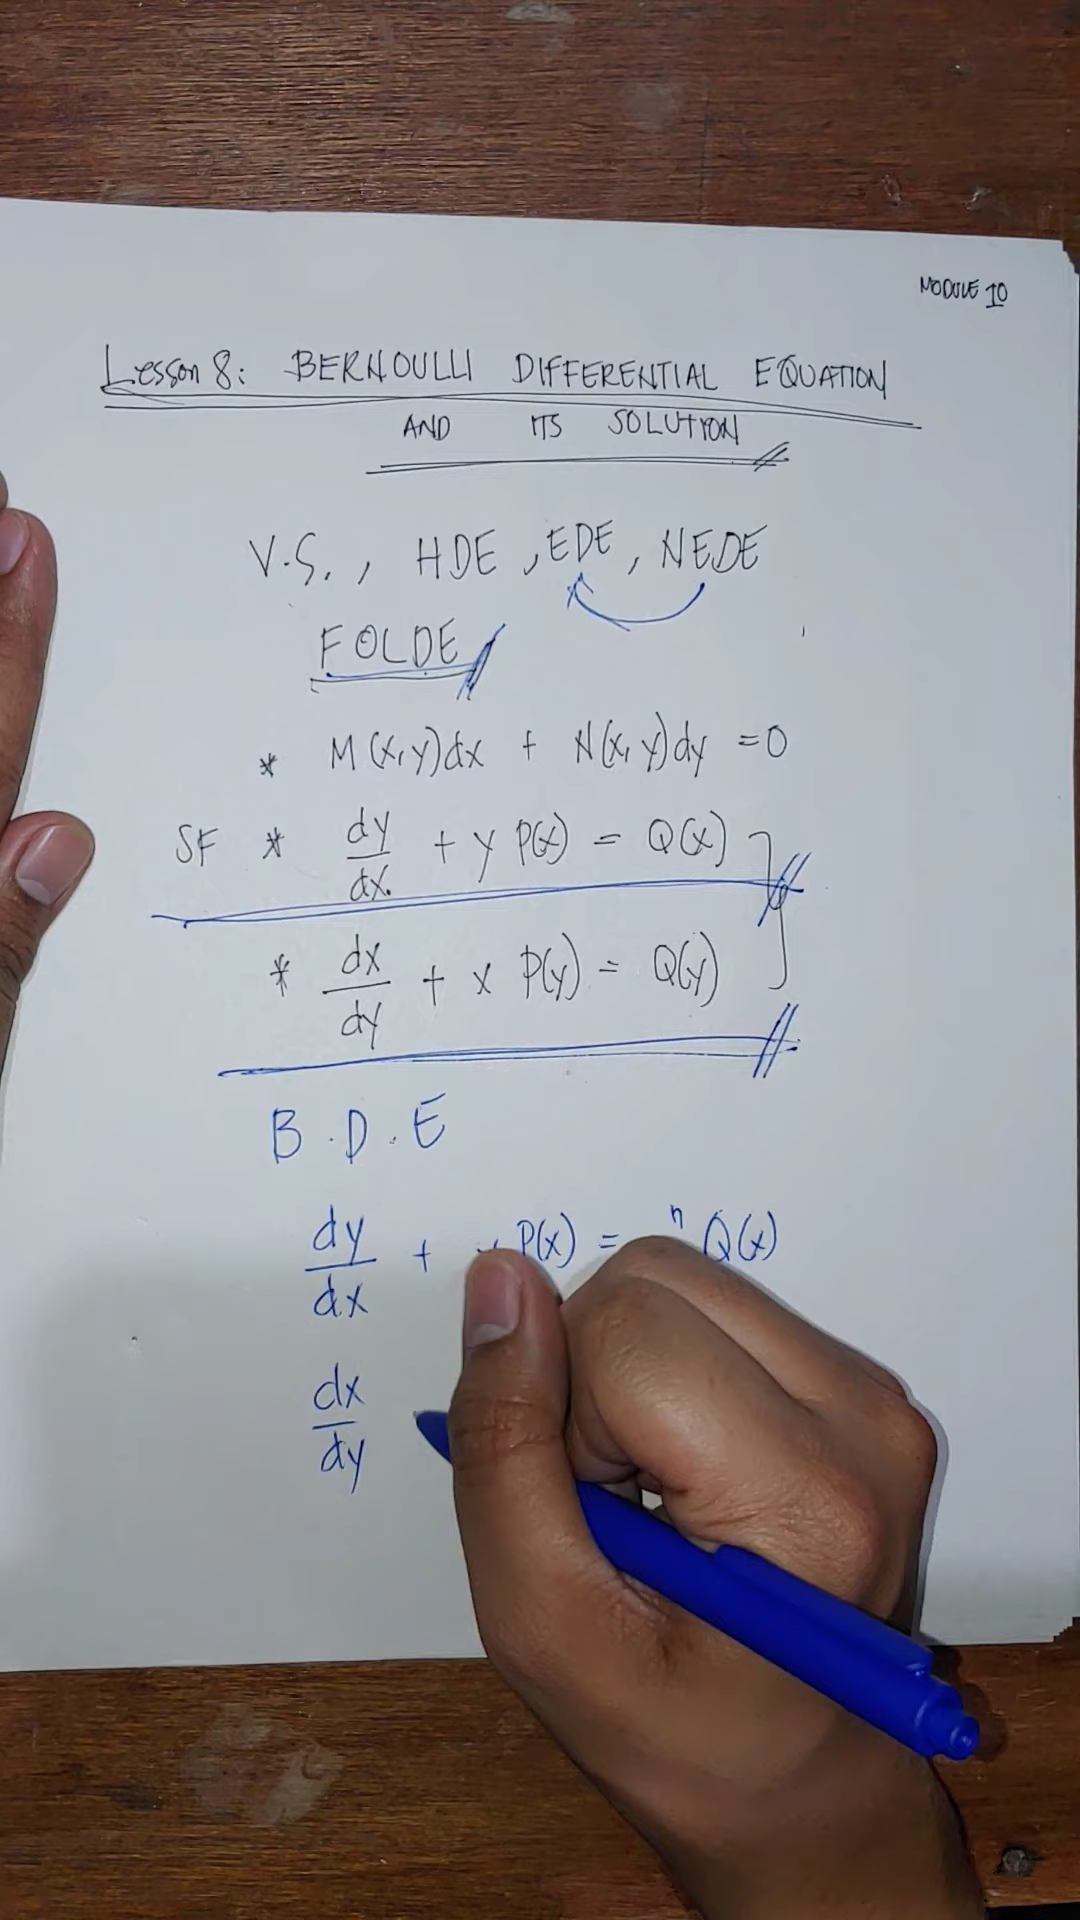 MODULE 10
Lesson 8: BERNOULLI DIFFERENTIAL EQUATION
AND ITS SOLUTION
V.S., HDE, EDE, NEDE
FOLDE
* M(x,y)dx + N(x,y)dy = 0
SF * dy/dx + y P(x) = Q(x)
* dx/dy + x P(y) = Q(y)
B.D.E
dy/dx + P(x) = n Q(x)
dx/dy